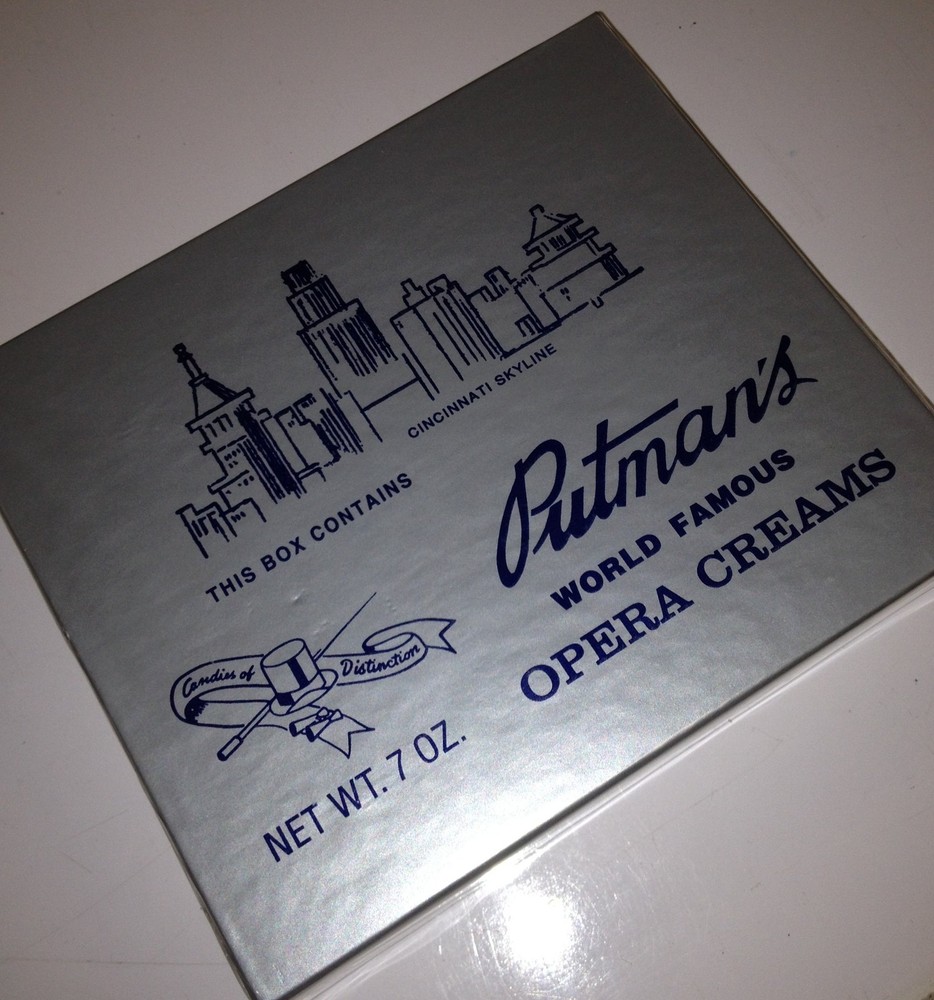 CINCINNATI SKYLINE
THIS BOX CONTAINS
Putman's
WORLD FAMOUS
OPERA CREAMS
Candies of Distinction
NET WT. 7 OZ.